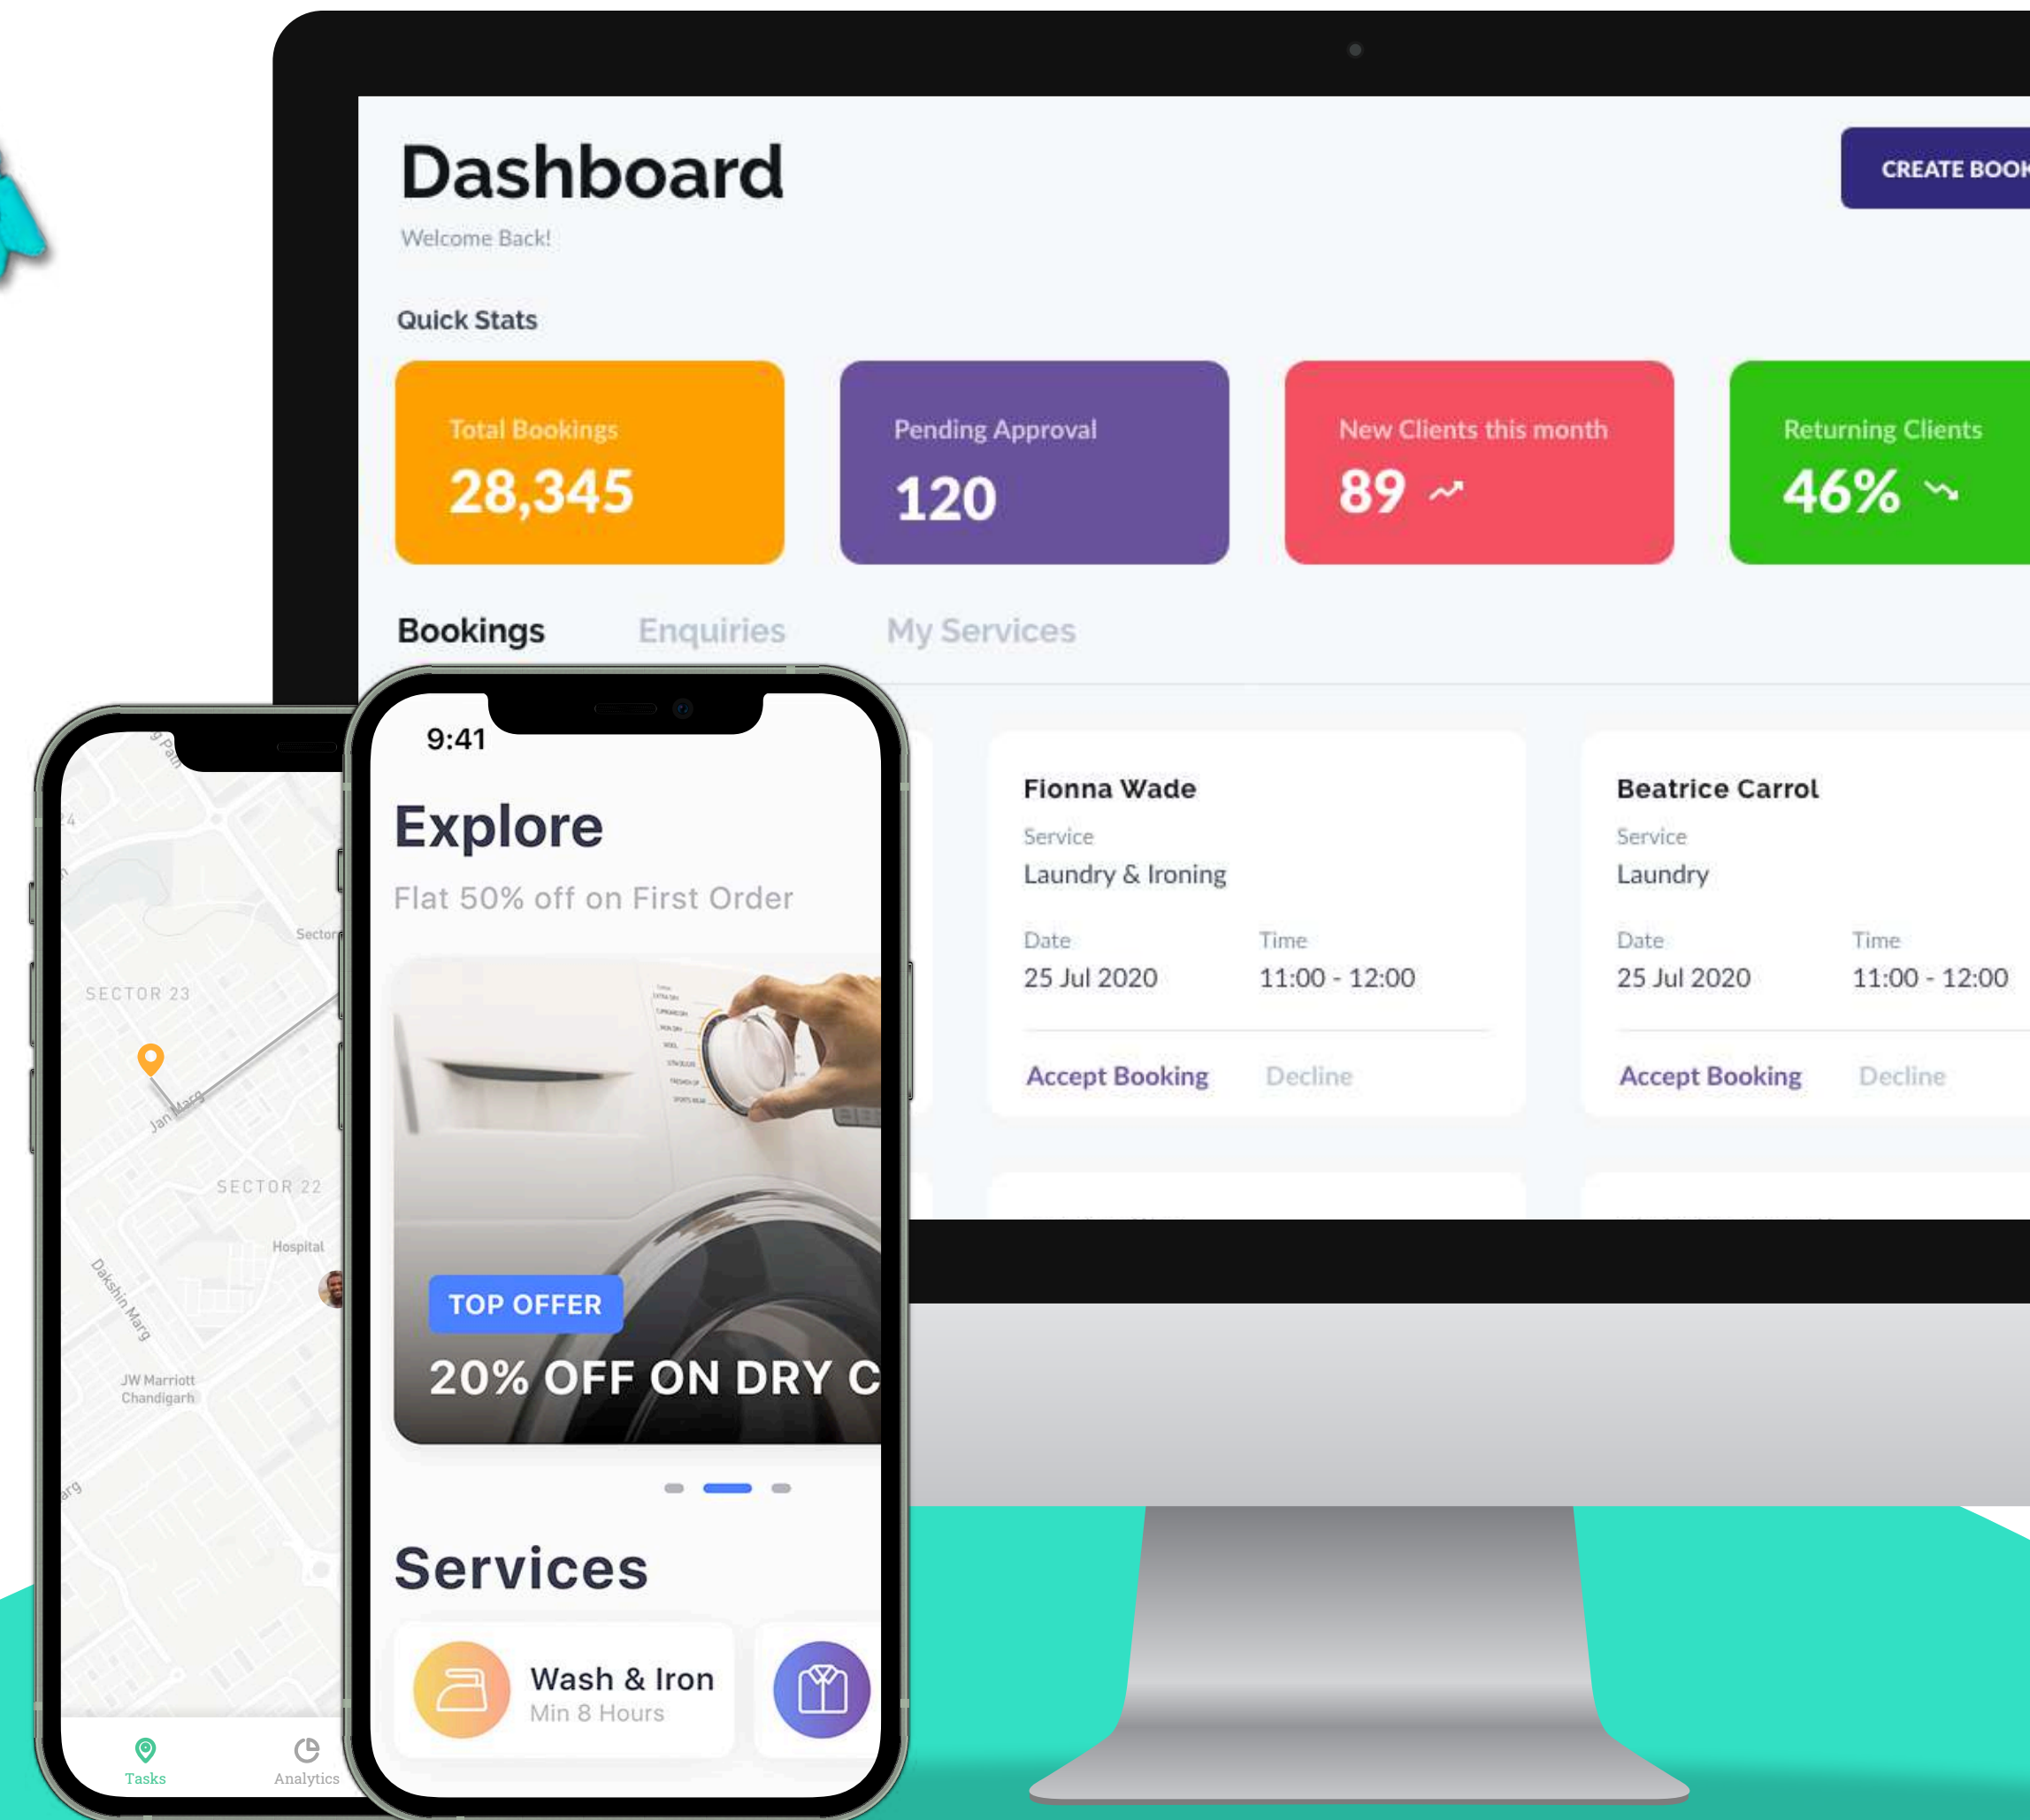 Dashboard
CREATE BOOK
Welcome Back!
Quick Stats
Total Bookings
28,345
Pending Approval
120
New Clients this month
89
Returning Clients
46%
Bookings
Enquiries
My Services
Fionna Wade
Service
Laundry & Ironing
Date
Time
25 Jul 2020
11:00 - 12:00
Accept Booking
Decline
Beatrice Carrol
Service
Laundry
Date
Time
25 Jul 2020
11:00 - 12:00
Accept Booking
Decline
9:41
Explore
Flat 50% off on First Order
TOP OFFER
20% OFF ON DRY C
Services
Wash & Iron
Min 8 Hours
Sector
SECTOR 23
Jan Marg
SECTOR 22
Hospital
Dakshin Marg
JW Marriott
Chandigarh
Tasks
Analytics